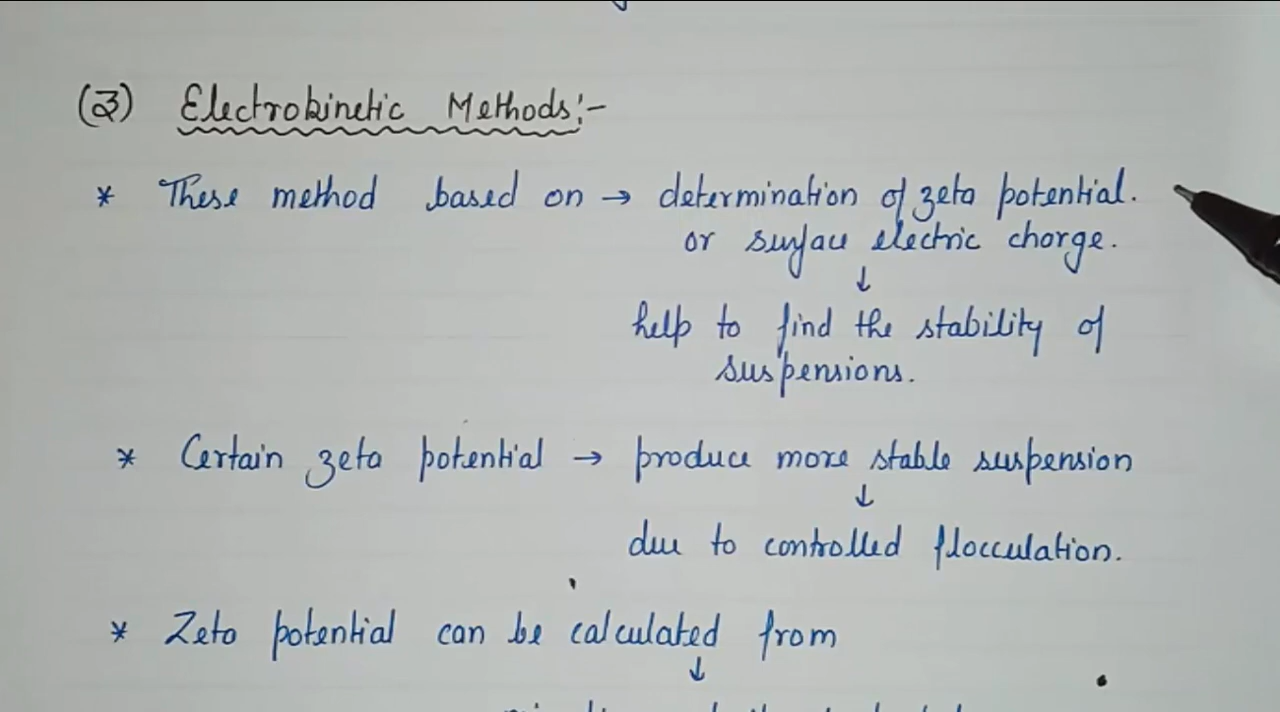 (3) Electrokinetic Methods:-
* These method based on → determination of zeta potential.
or surface electric charge.
↓
help to find the stability of
suspensions.
* Certain zeta potential → produce more stable suspension
↓
due to controlled flocculation.
* Zeta potential can be calculated from
↓